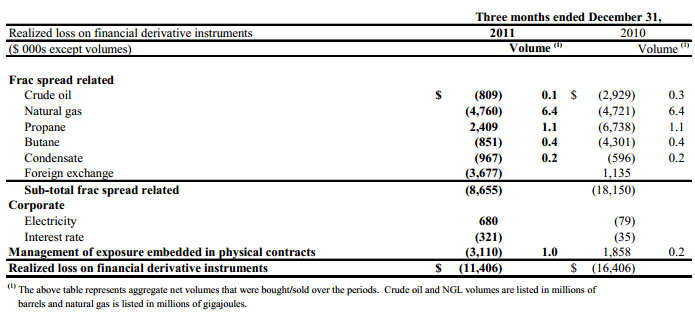 Three months ended December 31,
Realized loss on financial derivative instruments 2011 2010
($ 000s except volumes) Volume (1) Volume (1)
Frac spread related
Crude oil $ (809) 0.1 $ (2,929) 0.3
Natural gas (4,760) 6.4 (4,721) 6.4
Propane 2,409 1.1 (6,738) 1.1
Butane (851) 0.4 (4,301) 0.4
Condensate (967) 0.2 (596) 0.2
Foreign exchange (3,677) 1,135
Sub-total frac spread related (8,655) (18,150)
Corporate
Electricity 680 (79)
Interest rate (321) (35)
Management of exposure embedded in physical contracts (3,110) 1.0 1,858 0.2
Realized loss on financial derivative instruments $ (11,406) $ (16,406)
(1) The above table represents aggregate net volumes that were bought/sold over the periods. Crude oil and NGL volumes are listed in millions of
barrels and natural gas is listed in millions of gigajoules.